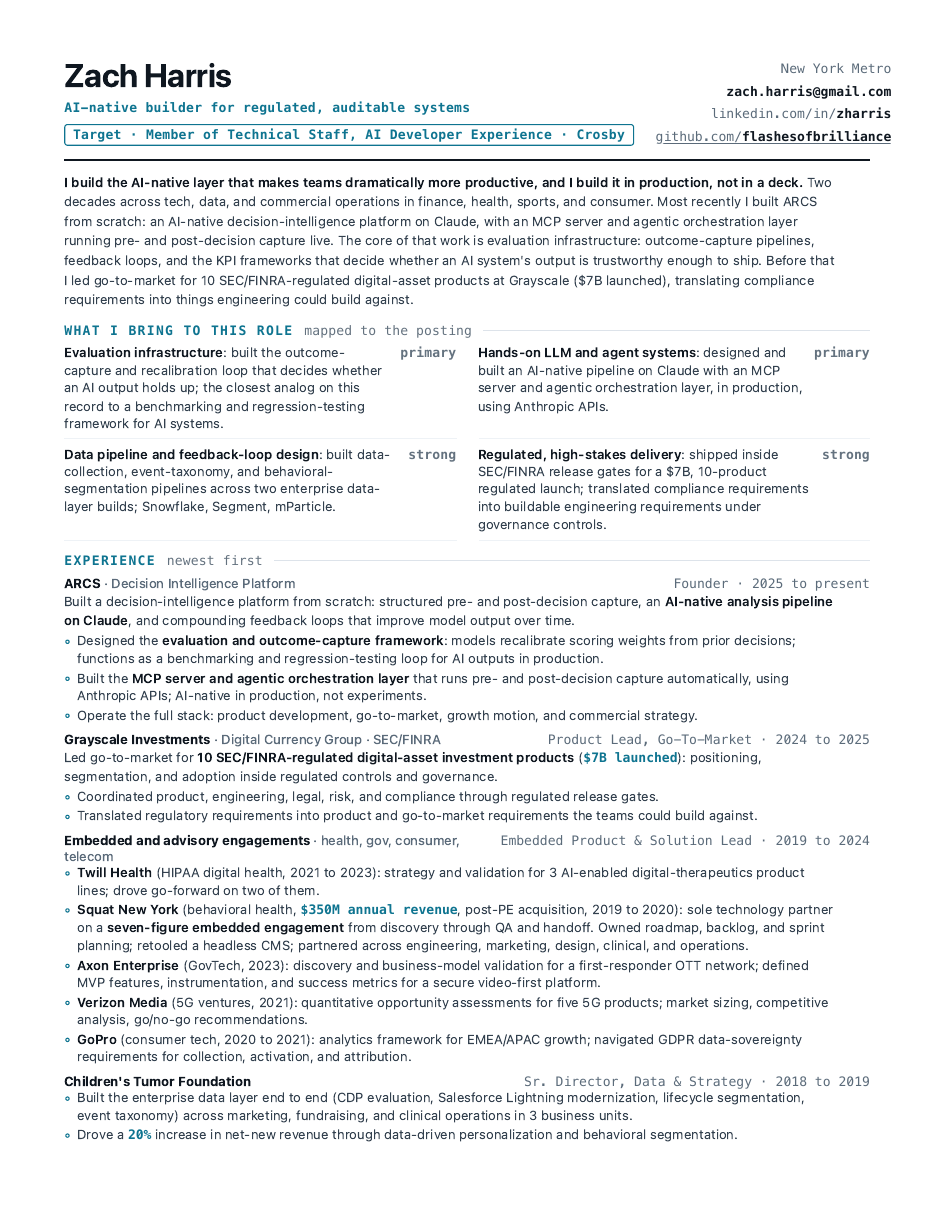 Zach Harris
AI-native builder for regulated, auditable systems
Target · Member of Technical Staff, AI Developer Experience · Crosby
New York Metro
zach.harris@gmail.com
linkedin.com/in/zharris
github.com/flashesofbrilliance
I build the AI-native layer that makes teams dramatically more productive, and I build it in production, not in a deck. Two
decades across tech, data, and commercial operations in finance, health, sports, and consumer. Most recently I built ARCS
from scratch: an AI-native decision-intelligence platform on Claude, with an MCP server and agentic orchestration layer
running pre- and post-decision capture live. The core of that work is evaluation infrastructure: outcome-capture pipelines,
feedback loops, and the KPI frameworks that decide whether an AI system's output is trustworthy enough to ship. Before that
I led go-to-market for 10 SEC/FINRA-regulated digital-asset products at Grayscale ($7B launched), translating compliance
requirements into things engineering could build against.
WHAT I BRING TO THIS ROLE mapped to the posting
Evaluation infrastructure: built the outcome- primary
capture and recalibration loop that decides whether
an AI output holds up; the closest analog on this
record to a benchmarking and regression-testing
framework for AI systems.
Hands-on LLM and agent systems: designed and primary
built an AI-native pipeline on Claude with an MCP
server and agentic orchestration layer, in production,
using Anthropic APIs.
Data pipeline and feedback-loop design: built data- strong
collection, event-taxonomy, and behavioral-
segmentation pipelines across two enterprise data-
layer builds; Snowflake, Segment, mParticle.
Regulated, high-stakes delivery: shipped inside strong
SEC/FINRA release gates for a $7B, 10-product
regulated launch; translated compliance requirements
into buildable engineering requirements under
governance controls.
EXPERIENCE newest first
ARCS · Decision Intelligence Platform Founder · 2025 to present
Built a decision-intelligence platform from scratch: structured pre- and post-decision capture, an AI-native analysis pipeline
on Claude, and compounding feedback loops that improve model output over time.
∘ Designed the evaluation and outcome-capture framework: models recalibrate scoring weights from prior decisions;
functions as a benchmarking and regression-testing loop for AI outputs in production.
∘ Built the MCP server and agentic orchestration layer that runs pre- and post-decision capture automatically, using
Anthropic APIs; AI-native in production, not experiments.
∘ Operate the full stack: product development, go-to-market, growth motion, and commercial strategy.
Grayscale Investments · Digital Currency Group · SEC/FINRA Product Lead, Go-To-Market · 2024 to 2025
Led go-to-market for 10 SEC/FINRA-regulated digital-asset investment products ($7B launched): positioning,
segmentation, and adoption inside regulated controls and governance.
∘ Coordinated product, engineering, legal, risk, and compliance through regulated release gates.
∘ Translated regulatory requirements into product and go-to-market requirements the teams could build against.
Embedded and advisory engagements · health, gov, consumer, Embedded Product & Solution Lead · 2019 to 2024
telecom
∘ Twill Health (HIPAA digital health, 2021 to 2023): strategy and validation for 3 AI-enabled digital-therapeutics product
lines; drove go-forward on two of them.
∘ Squat New York (behavioral health, $350M annual revenue, post-PE acquisition, 2019 to 2020): sole technology partner
on a seven-figure embedded engagement from discovery through QA and handoff. Owned roadmap, backlog, and sprint
planning; retooled a headless CMS; partnered across engineering, marketing, design, clinical, and operations.
∘ Axon Enterprise (GovTech, 2023): discovery and business-model validation for a first-responder OTT network; defined
MVP features, instrumentation, and success metrics for a secure video-first platform.
∘ Verizon Media (5G ventures, 2021): quantitative opportunity assessments for five 5G products; market sizing, competitive
analysis, go/no-go recommendations.
∘ GoPro (consumer tech, 2020 to 2021): analytics framework for EMEA/APAC growth; navigated GDPR data-sovereignty
requirements for collection, activation, and attribution.
Children's Tumor Foundation Sr. Director, Data & Strategy · 2018 to 2019
∘ Built the enterprise data layer end to end (CDP evaluation, Salesforce Lightning modernization, lifecycle segmentation,
event taxonomy) across marketing, fundraising, and clinical operations in 3 business units.
∘ Drove a 20% increase in net-new revenue through data-driven personalization and behavioral segmentation.